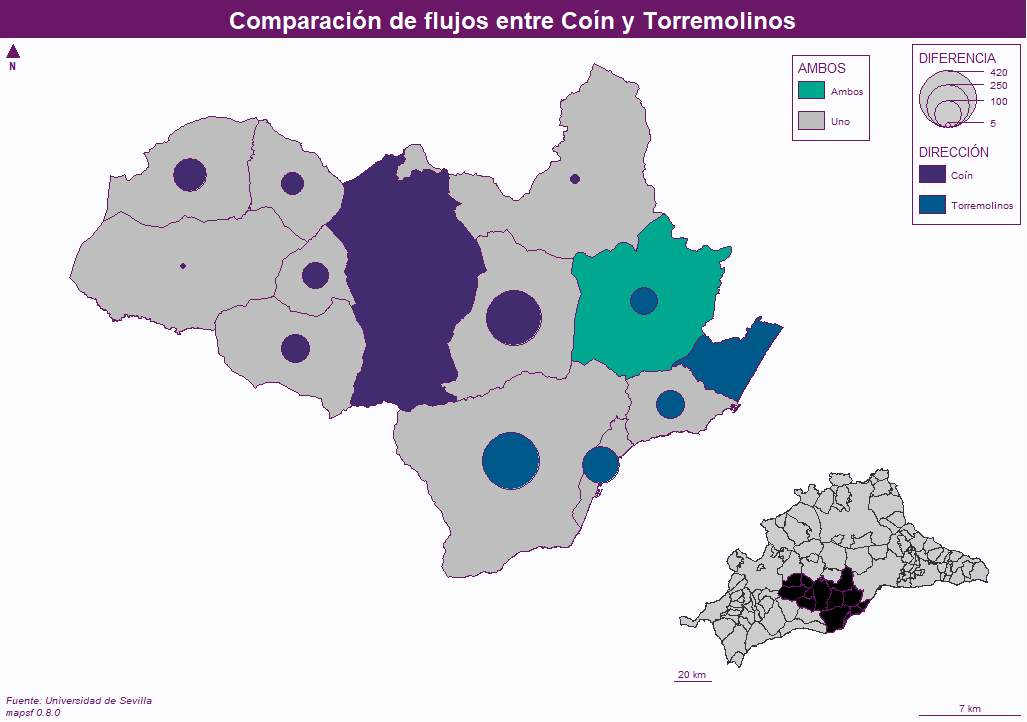 Comparación de flujos entre Coín y Torremolinos
N
AMBOS
Ambos
Uno
DIFERENCIA
420
250
100
5
DIRECCIÓN
Coín
Torremolinos
20 km
Fuente: Universidad de Sevilla
mapsf 0.8.0
7 km